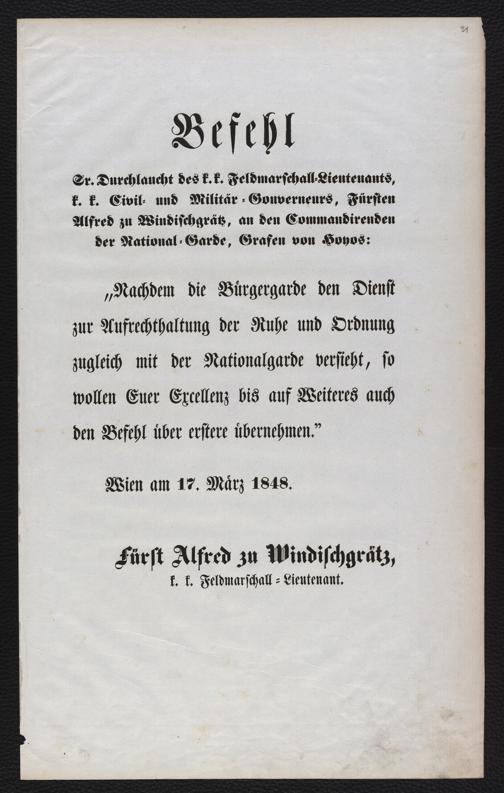 31
Befehl
Sr. Durchlaucht des k. k. Feldmarschall-Lieutenants,
k. k. Civil- und Militär-Gouverneurs, Fürsten
Alfred zu Windischgrätz, an den Commandirenden
der National-Garde, Grafen von Hoyos:
„Nachdem die Bürgergarde den Dienst
zur Aufrechthaltung der Ruhe und Ordnung
zugleich mit der Nationalgarde versieht, so
wollen Euer Excellenz bis auf Weiteres auch
den Befehl über erstere übernehmen.”
Wien am 17. März 1848.
Fürst Alfred zu Windischgrätz,
k. k. Feldmarschall-Lieutenant.